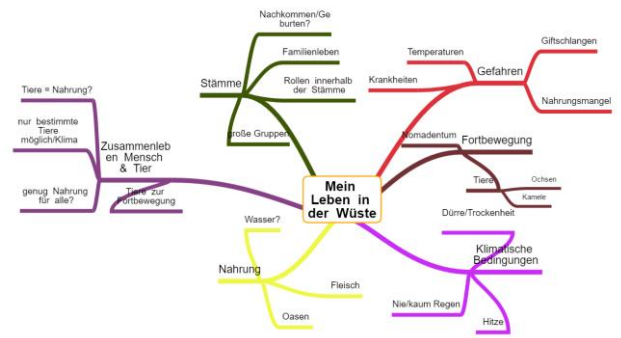 Nachkommen/Ge
burten?
Familienleben
Rollen innerhalb
der Stämme
große Gruppen
Stämme
Temperaturen
Krankheiten
Gefahren
Giftschlangen
Nahrungsmangel
Tiere = Nahrung?
nur bestimmte
Tiere
möglich/Klima
genug Nahrung
für alle?
Zusammenleb
en Mensch
& Tier
Tiere zur
Fortbewegung
Nomadentum
Fortbewegung
Tiere
Ochsen
Kamele
Mein
Leben in
der Wüste
Wasser?
Nahrung
Fleisch
Oasen
Dürre/Trockenheit
Klimatische
Bedingungen
Nie/kaum Regen
Hitze